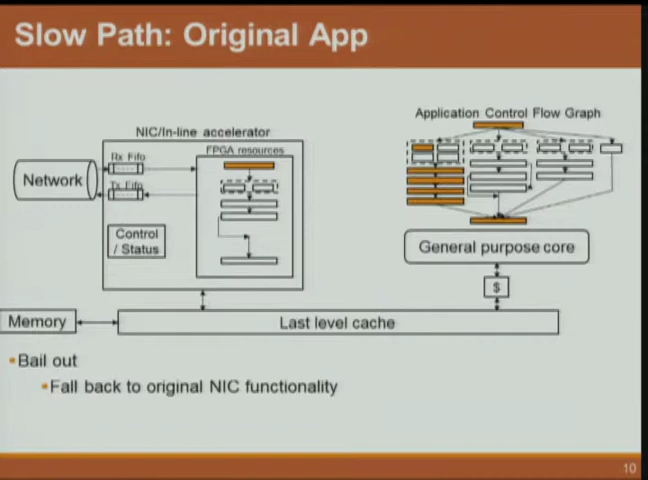 Slow Path: Original App
Application Control Flow Graph
NIC/In-line accelerator
Rx Fifo
FPGA resources
Network
Tx Fifo
Control
/ Status
General purpose core
$
Memory
Last level cache
Bail out
Fall back to original NIC functionality
10